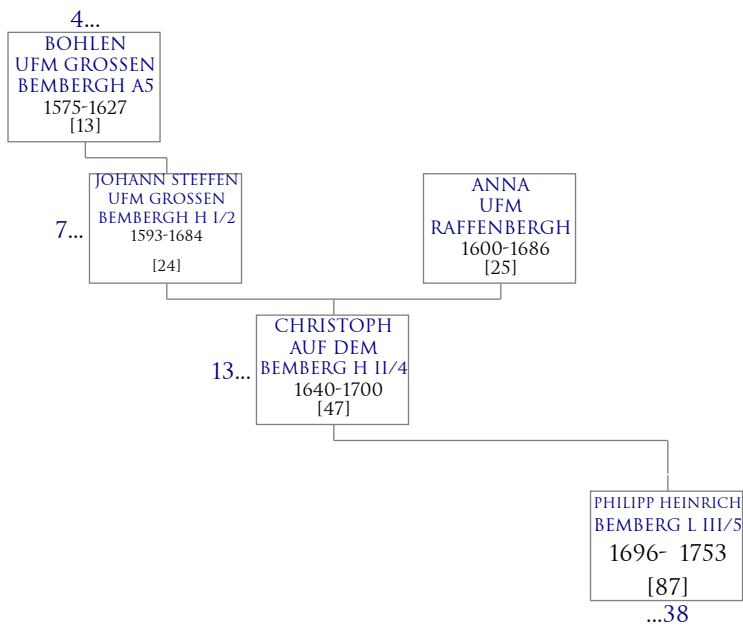 4...
BOHLEN
UFM GROSSEN
BEMBERGH A5
1575-1627
[13]
JOHANN STEFFEN
UFM GROSSEN
BEMBERGH H I/2
1593-1684
[24]
7...
ANNA
UFM
RAFFENBERGH
1600-1686
[25]
CHRISTOPH
AUF DEM
BEMBERG H II/4
1640-1700
[47]
13...
PHILIPP HEINRICH
BEMBERG L III/5
1696- 1753
[87]
...38